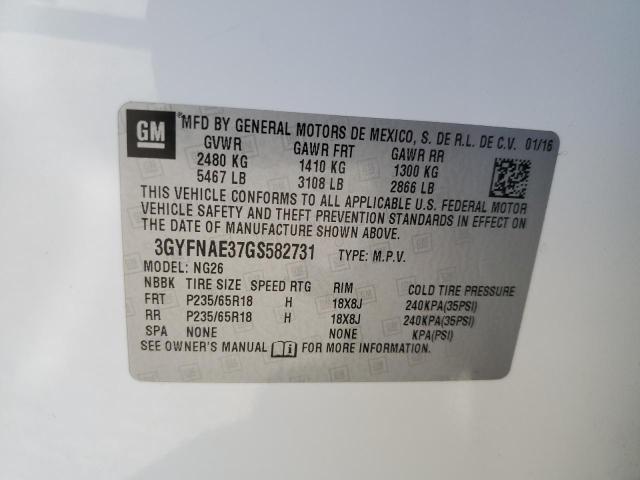 GM
*MFD BY GENERAL MOTORS DE MEXICO, S. DE R.L. DE C.V. 01/16
GVWR GAWR FRT GAWR RR
2480 KG 1410 KG 1300 KG
5467 LB 3108 LB 2866 LB
THIS VEHICLE CONFORMS TO ALL APPLICABLE U.S. FEDERAL MOTOR
VEHICLE SAFETY AND THEFT PREVENTION STANDARDS IN EFFECT ON
THE DATE OF MANUFACTURE SHOWN ABOVE.
3GYFNAE37GS582731 TYPE: M.P.V.
MODEL: NG26
NBBK TIRE SIZE SPEED RTG RIM COLD TIRE PRESSURE
FRT P235/65R18 H 18X8J 240KPA(35PSI)
RR P235/65R18 H 18X8J 240KPA(35PSI)
SPA NONE NONE KPA(PSI)
SEE OWNER'S MANUAL FOR MORE INFORMATION.